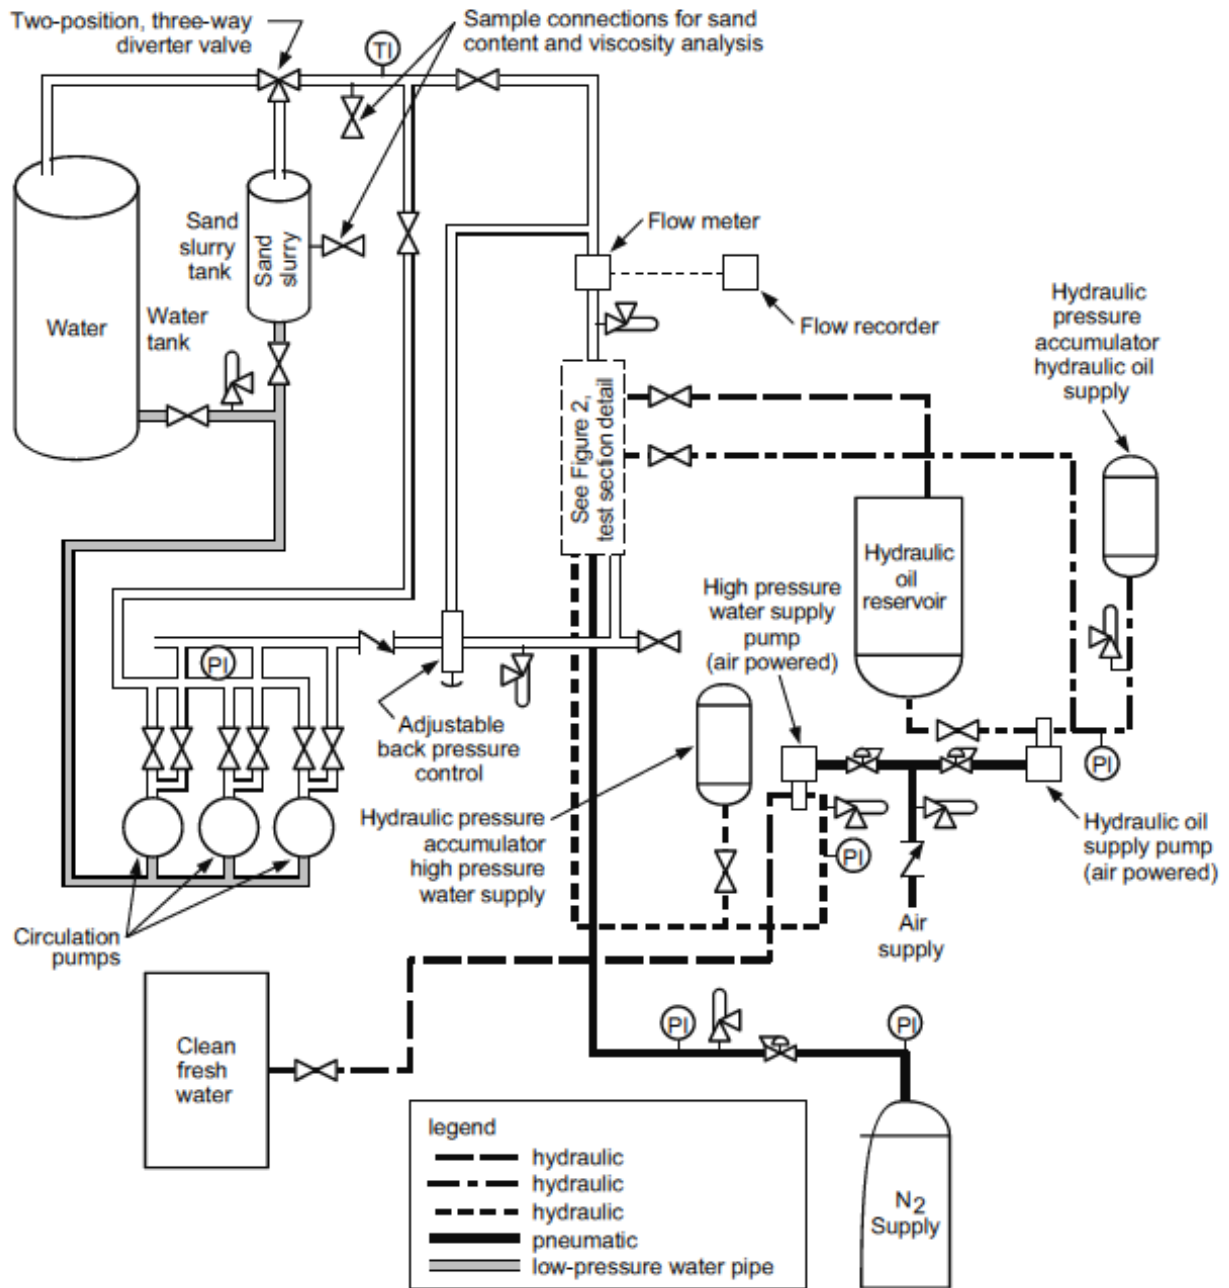 Two-position, three-way
diverter valve
Sample connections for sand
content and viscosity analysis
TI
Sand
slurry
tank
Sand
slurry
Water
Water
tank
Flow meter
Flow recorder
Hydraulic
pressure
accumulator
hydraulic oil
supply
See Figure 2,
test section detail
Hydraulic
oil
reservoir
High pressure
water supply
pump
(air powered)
PI
Adjustable
back pressure
control
PI
Hydraulic pressure
accumulator
high pressure
water supply
PI
Hydraulic oil
supply pump
(air powered)
Air
supply
Circulation
pumps
Clean
fresh
water
PI
PI
legend
hydraulic
hydraulic
hydraulic
pneumatic
low-pressure water pipe
N2
Supply